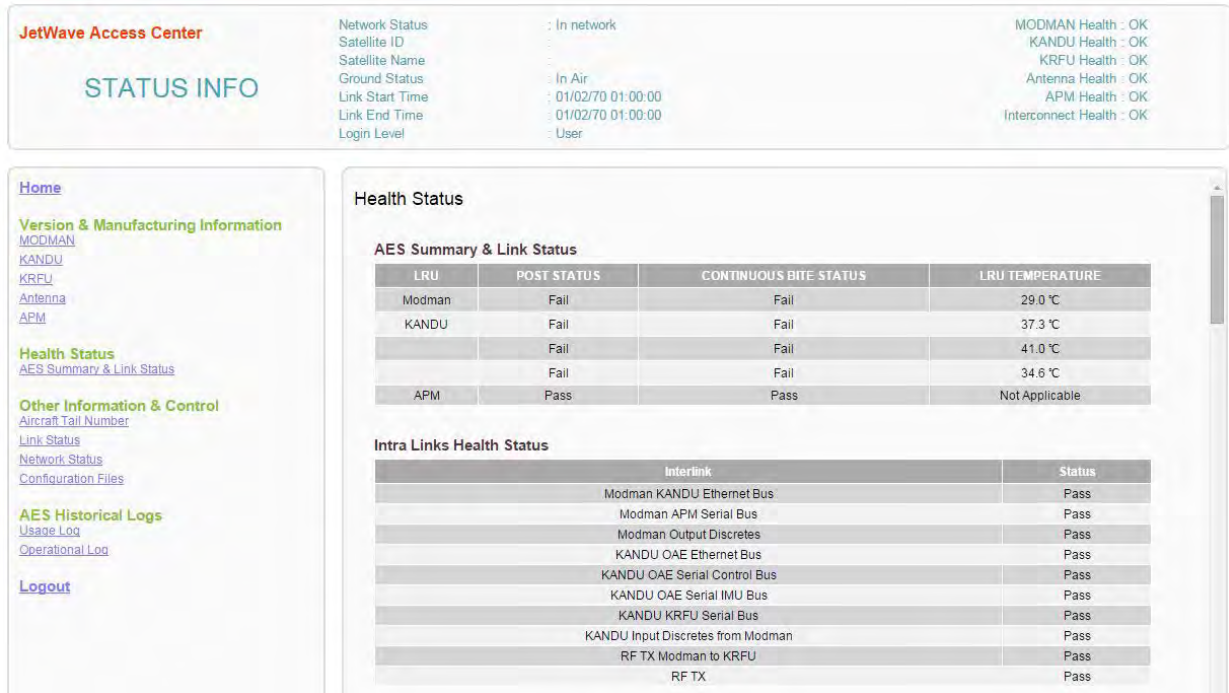 JetWave Access Center
STATUS INFO
Network Status : In network
Satellite ID :
Satellite Name :
Ground Status : In Air
Link Start Time : 01/02/70 01:00:00
Link End Time : 01/02/70 01:00:00
Login Level : User
MODMAN Health : OK
KANDU Health : OK
KRFU Health : OK
Antenna Health : OK
APM Health : OK
Interconnect Health : OK
Home
Version & Manufacturing Information
MODMAN
KANDU
KRFU
Antenna
APM
Health Status
AES Summary & Link Status
Other Information & Control
Aircraft Tail Number
Link Status
Network Status
Configuration Files
AES Historical Logs
Usage Log
Operational Log
Logout
Health Status
AES Summary & Link Status
LRU POST STATUS CONTINUOUS BITE STATUS LRU TEMPERATURE
Modman Fail Fail 29.0 ℃
KANDU Fail Fail 37.3 ℃
Fail Fail 41.0 ℃
Fail Fail 34.6 ℃
APM Pass Pass Not Applicable
Intra Links Health Status
Interlink Status
Modman KANDU Ethernet Bus Pass
Modman APM Serial Bus Pass
Modman Output Discretes Pass
KANDU OAE Ethernet Bus Pass
KANDU OAE Serial Control Bus Pass
KANDU OAE Serial IMU Bus Pass
KANDU KRFU Serial Bus Pass
KANDU Input Discretes from Modman Pass
RF TX Modman to KRFU Pass
RF TX Pass